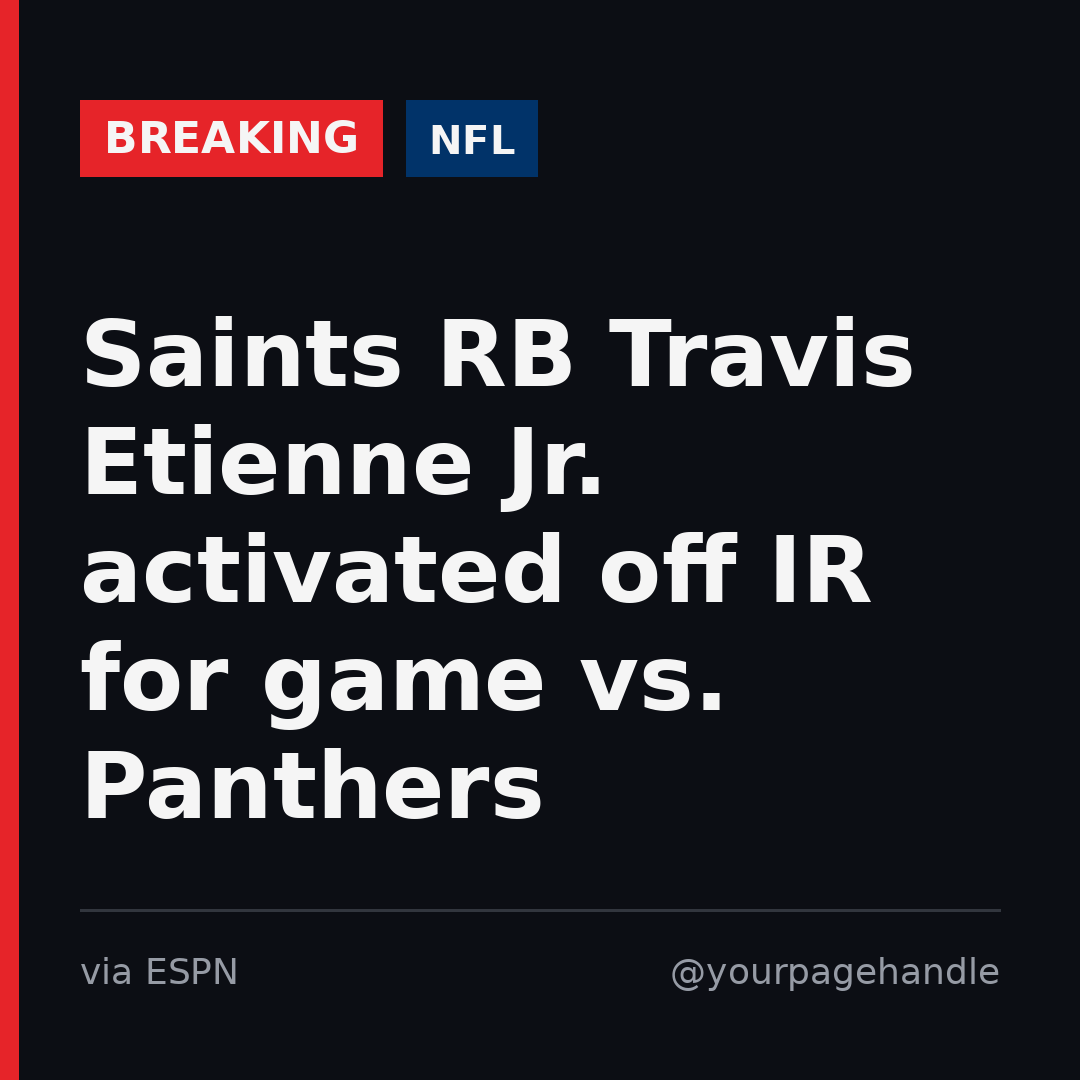 BREAKING NFL
Saints RB Travis
Etienne Jr.
activated off IR
for game vs.
Panthers
via ESPN @yourpagehandle